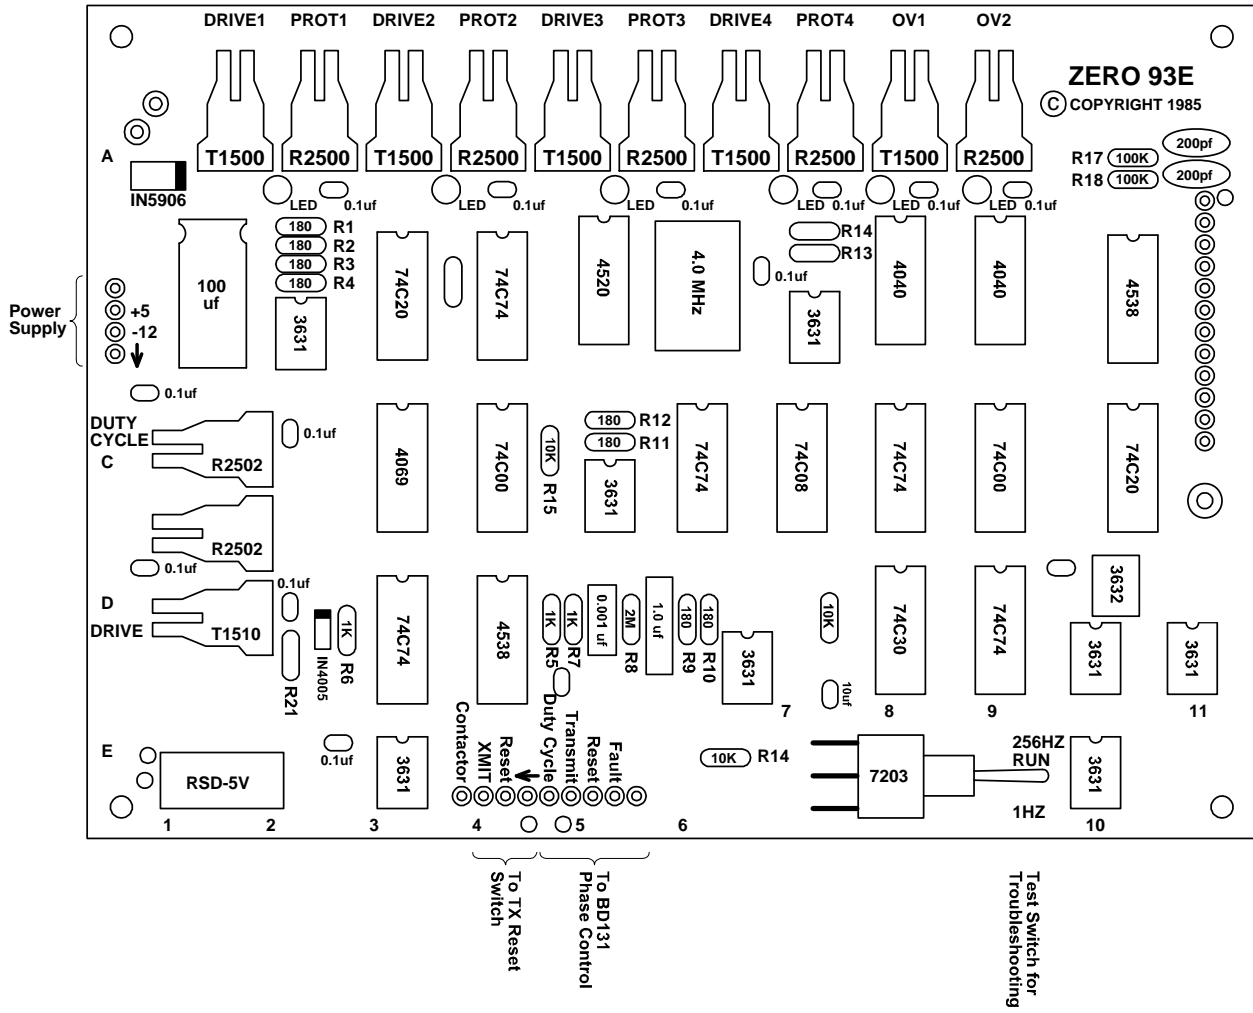 DRIVE1 PROT1 DRIVE2 PROT2 DRIVE3 PROT3 DRIVE4 PROT4 OV1 OV2
ZERO 93E
C COPYRIGHT 1985
T1500 R2500 T1500 R2500 T1500 R2500 T1500 R2500 T1500 R2500
A
IN5906
R17 100K 200pf
R18 100K 200pf
LED 0.1uf LED 0.1uf LED 0.1uf LED 0.1uf LED 0.1uf LED 0.1uf
180 R1
180 R2
180 R3
180 R4
R14
R13
100
uf
3631
74C20
74C74
4520
4.0 MHz
0.1uf
3631
4040
4040
4538
Power
Supply
+5
-12
0.1uf
DUTY
CYCLE
C
R2502
0.1uf
4069
74C00
10K
R15
180 R12
180 R11
3631
74C74
74C08
74C74
74C00
74C20
R2502
0.1uf
0.1uf
D
DRIVE
T1510
R21
IN4005
1K
R6
74C74
4538
1K
R5
1K
R7
0.001 uf
2M
R8
1.0 uf
180
R9
180
R10
3631
7
10K
10uf
74C30
8
74C74
9
3632
3631
3631
11
E
RSD-5V
0.1uf
3631
Contactor
XMIT
Reset
Duty Cycle
Transmit
Reset
Fault
10K R14
7203
256HZ
RUN
1HZ
3631
1 2 3 4 5 6 10
To TX Reset
Switch
To BD131
Phase Control
Test Switch for
Troubleshooting